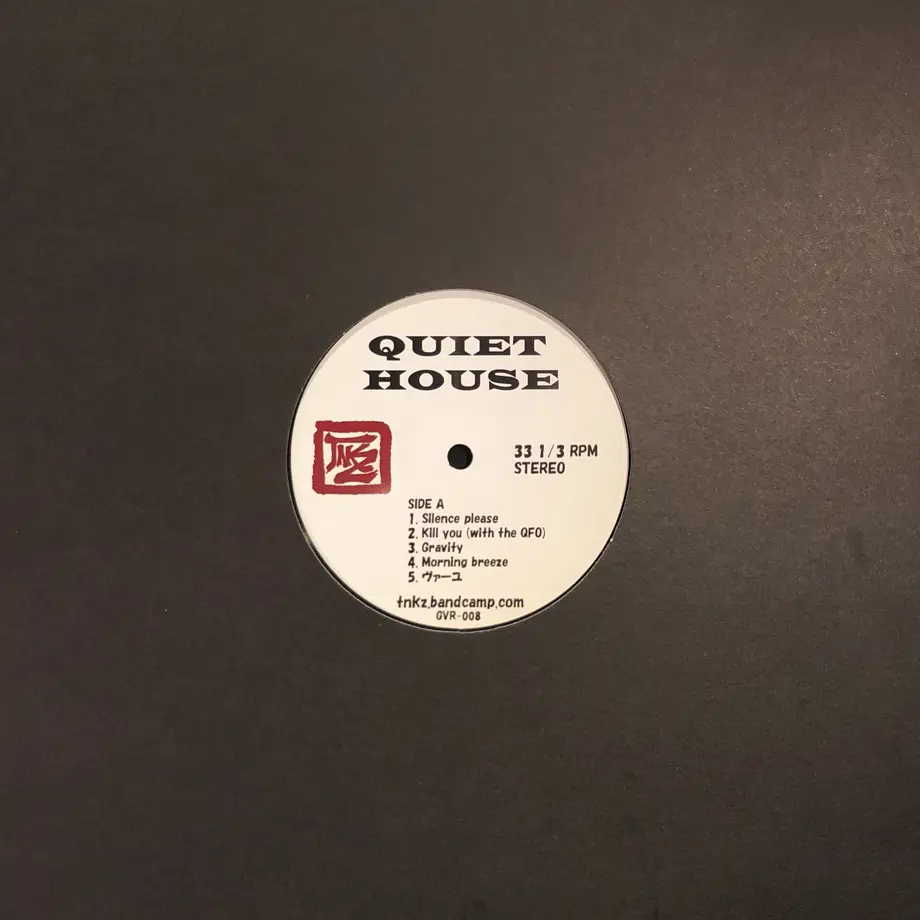 QUIET
HOUSE
TNKZ
33 1/3 RPM
STEREO
SIDE A
1. Silence please
2. Kill you (with the QFO)
3. Gravity
4. Morning breeze
5. ヴァーユ
tnkz.bandcamp.com
GVR-008